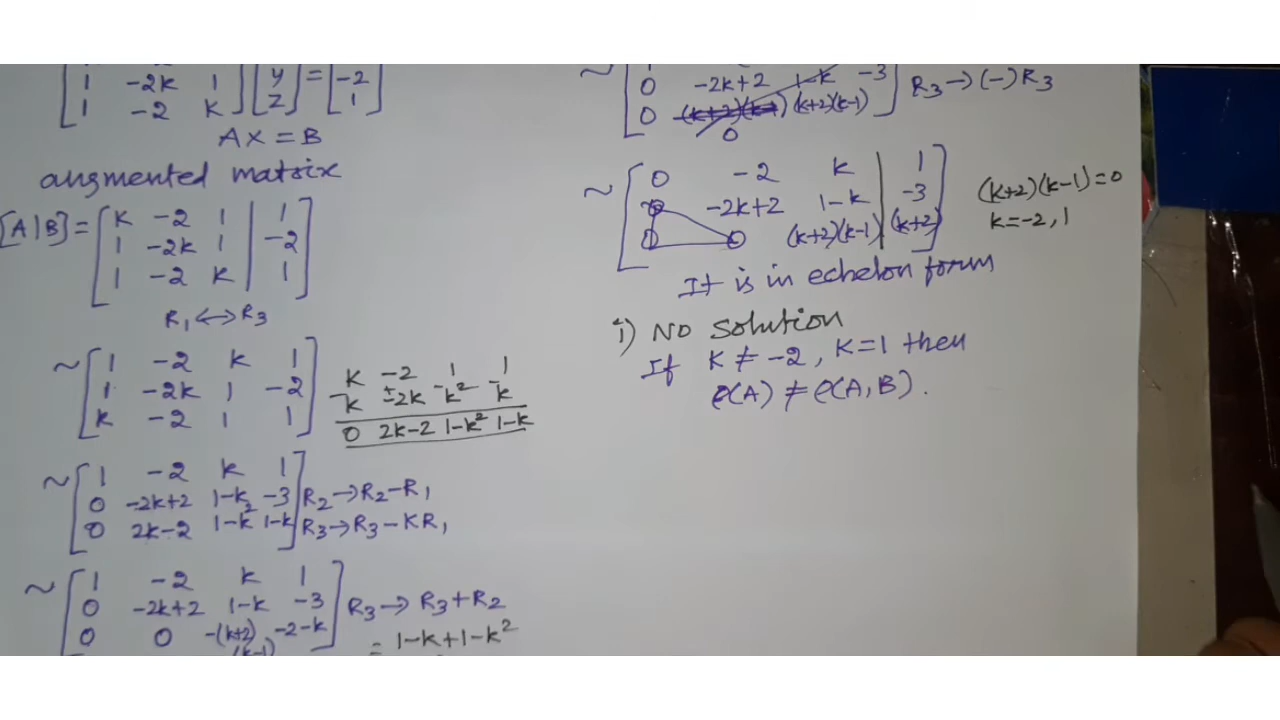 [1 -2k 1] [y] = [-2]
[1 -2 k] [z] [1]
AX = B
augmented matrix
[A|B] = [k -2 1 | 1]
[1 -2k 1 | -2]
[1 -2 k | 1]
R1 ↔ R3
~ [1 -2 k 1]
[1 -2k 1 -2]
[k -2 1 1]
k -2 1 1
-k ±2k -k² -k
0 2k-2 1-k² 1-k
~ [1 -2 k 1]
[0 -2k+2 1-k -3] R2 → R2-R1
[0 2k-2 1-k² 1-k] R3 → R3-KR1
~ [1 -2 k 1]
[0 -2k+2 1-k -3] R3 → R3+R2
[0 0 -(k+2) -2-k]
(k-1)
= 1-k+1-k²
~ [0 -2k+2 1-k -3] R3 → (-)R3
[0 (k+2)(k-1)]
0
~ [0 -2 k | 1]
[0 -2k+2 1-k | -3]
[0 0 (k+2)(k-1) | (k+2)]
(k+2)(k-1)=0
k=-2, 1
It is in echelon form
i) No solution
If k ≠ -2, k=1 then
ρ(A) ≠ ρ(A,B).